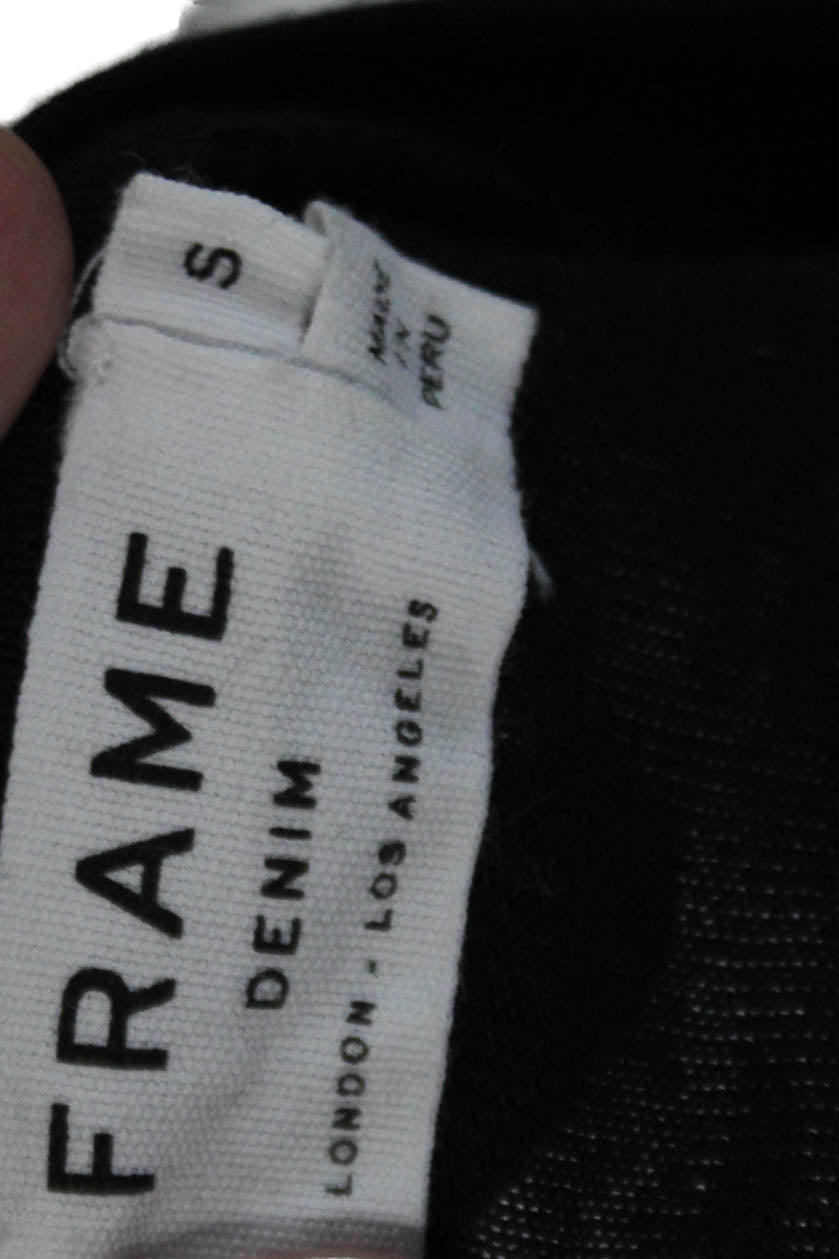 S
MADE
IN
PERU
FRAME
DENIM
LONDON - LOS ANGELES